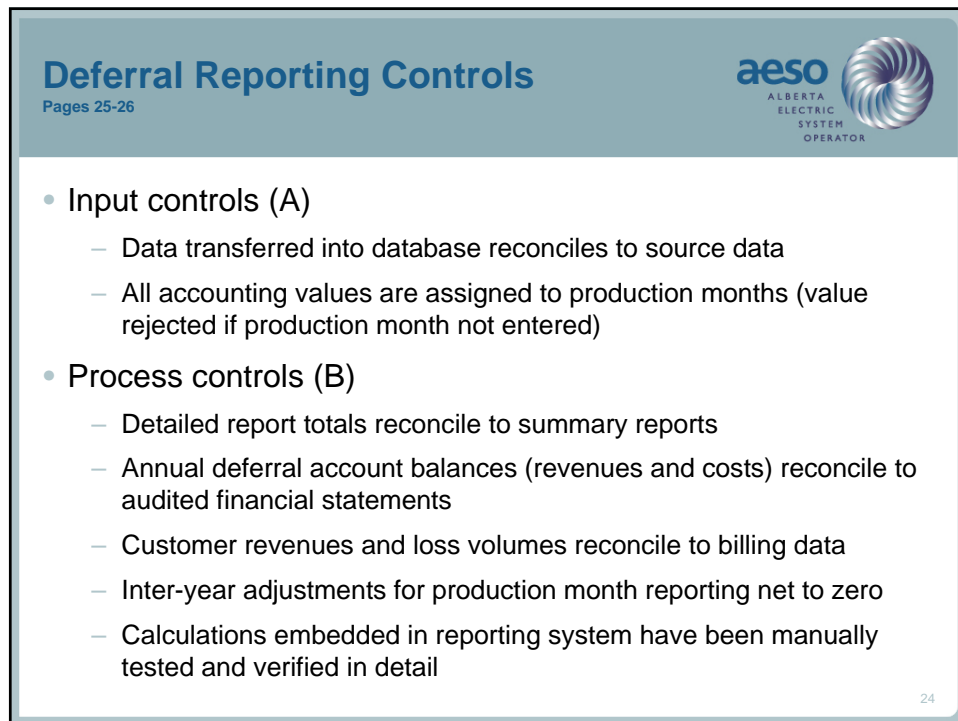 Deferral Reporting Controls
Pages 25-26
aeso
ALBERTA
ELECTRIC
SYSTEM
OPERATOR
• Input controls (A)
– Data transferred into database reconciles to source data
– All accounting values are assigned to production months (value
rejected if production month not entered)
• Process controls (B)
– Detailed report totals reconcile to summary reports
– Annual deferral account balances (revenues and costs) reconcile to
audited financial statements
– Customer revenues and loss volumes reconcile to billing data
– Inter-year adjustments for production month reporting net to zero
– Calculations embedded in reporting system have been manually
tested and verified in detail
24